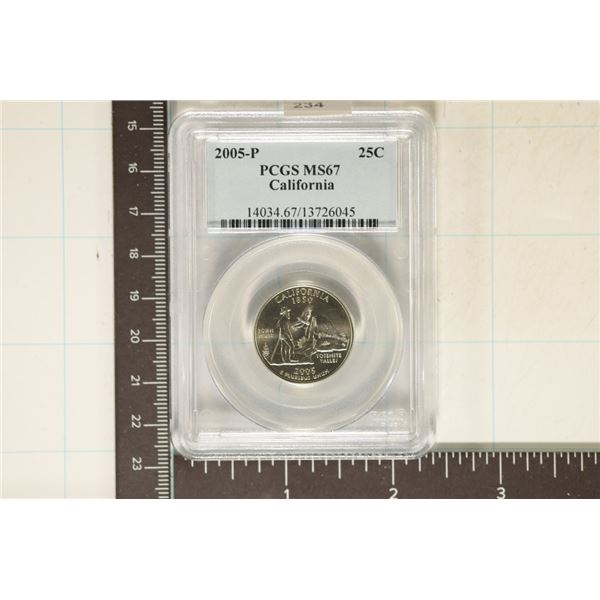 234
2005-P 25C
PCGS MS67
California
14034.67/13726045
CALIFORNIA
1850
JOHN
MUIR
YOSEMITE
VALLEY
2005
E PLURIBUS UNUM
15
16
17
18
19
20
21
22
23
1 2 3